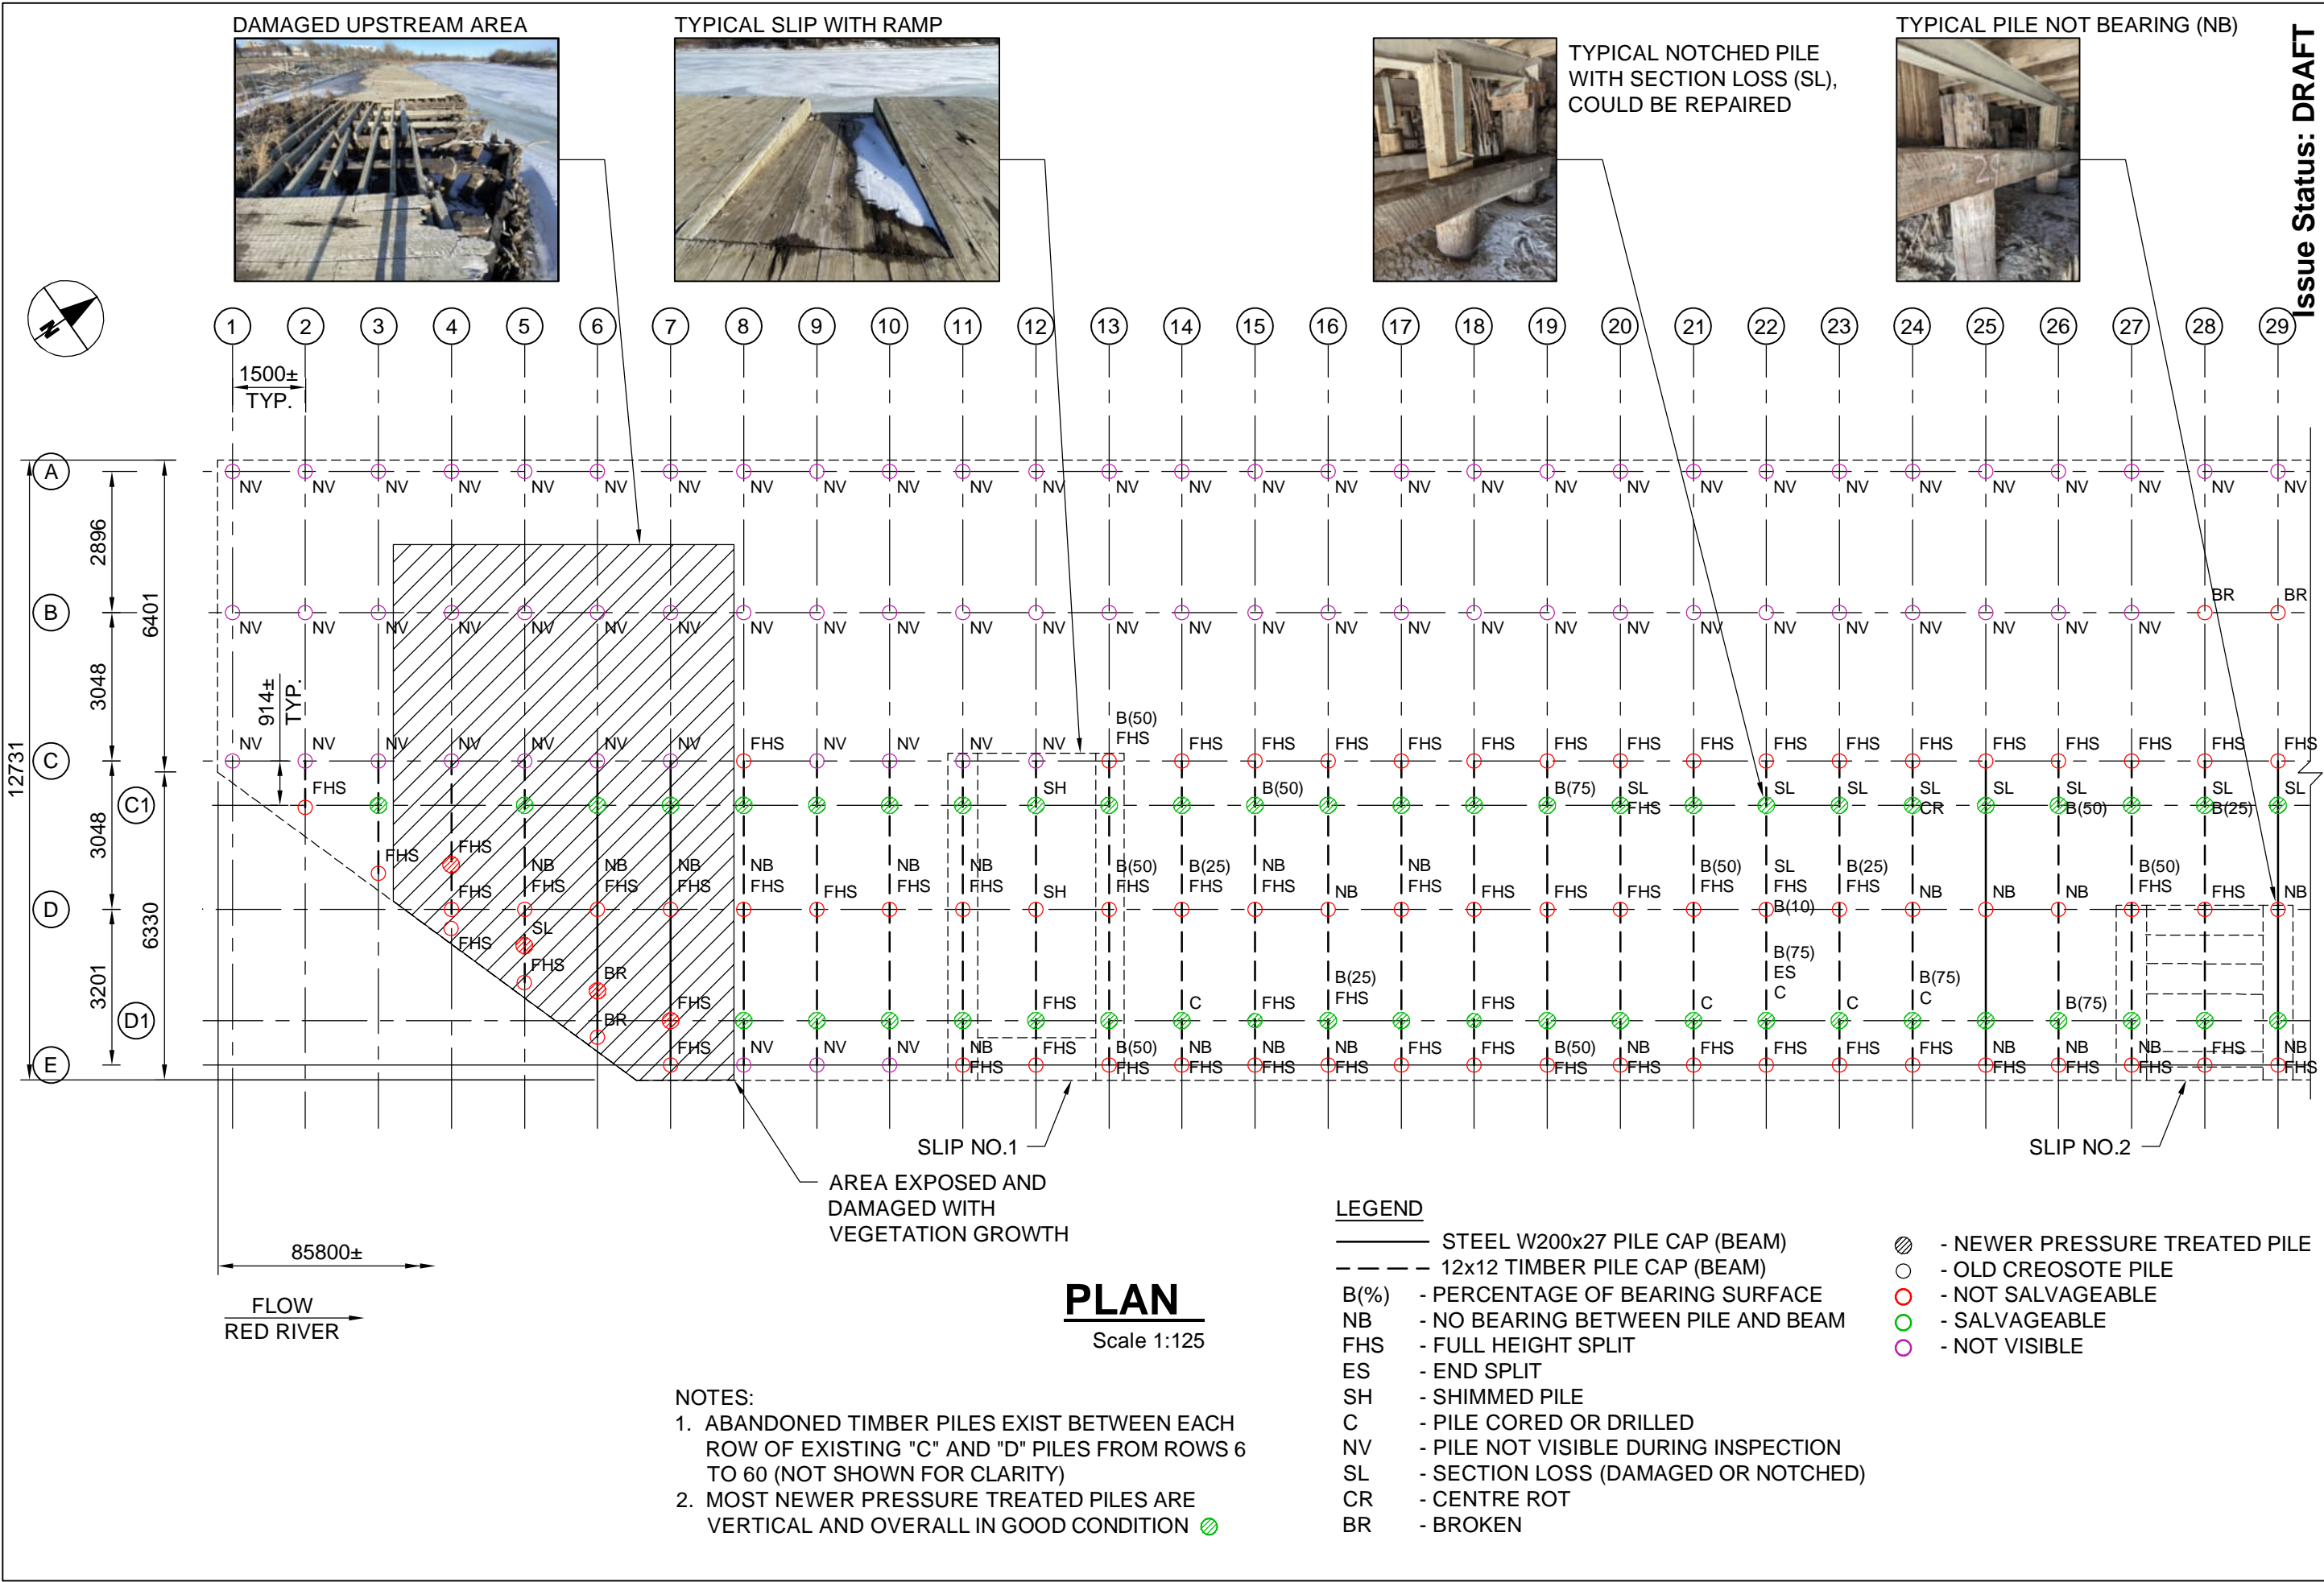 DAMAGED UPSTREAM AREA
TYPICAL SLIP WITH RAMP
TYPICAL NOTCHED PILE
WITH SECTION LOSS (SL),
COULD BE REPAIRED
TYPICAL PILE NOT BEARING (NB)
Issue Status: DRAFT
29
N
1 2 3 4 5 6 7 8 9 10 11 12 13 14 15 16 17 18 19 20 21 22 23 24 25 26 27 28 29
1500±
TYP.
A
NV NV NV NV NV NV NV NV NV NV NV NV NV NV NV NV NV NV NV NV NV NV NV NV NV NV NV NV NV
2896
6401
B
BR BR
NV NV NV NV NV NV NV NV NV NV NV NV NV NV NV NV NV NV NV NV NV NV NV NV NV NV NV
3048
914±
TYP.
12731
B(50)
FHS
C
NV NV NV NV NV NV NV FHS NV NV NV NV FHS FHS FHS FHS FHS FHS FHS FHS FHS FHS FHS FHS FHS FHS
C1
FHS SH B(50) B(75) SL SL SL SL SL SL SL SL
FHS CR B(50) B(25)
3048
FHS FHS
NB NB NB NB NB NB B(50) B(25) NB NB B(50) SL B(25) B(50)
D
FHS FHS FHS FHS FHS FHS FHS FHS FHS SH FHS FHS FHS NB FHS FHS FHS FHS FHS FHS FHS NB NB NB FHS FHS NB
B(10)
6330
FHS SL
FHS
3201
BR B(25) B(75) B(75)
FHS ES C
D1
BR FHS FHS C FHS FHS C C C B(75)
E
FHS NV NV NV NB FHS B(50) NB NB NB FHS FHS B(50) NB FHS FHS FHS FHS NB NB NB FHS NB
FHS FHS FHS FHS FHS FHS FHS FHS FHS FHS FHS
SLIP NO.1
SLIP NO.2
AREA EXPOSED AND
DAMAGED WITH
VEGETATION GROWTH
85800±
FLOW
RED RIVER
PLAN
Scale 1:125
NOTES:
1. ABANDONED TIMBER PILES EXIST BETWEEN EACH
ROW OF EXISTING "C" AND "D" PILES FROM ROWS 6
TO 60 (NOT SHOWN FOR CLARITY)
2. MOST NEWER PRESSURE TREATED PILES ARE
VERTICAL AND OVERALL IN GOOD CONDITION
LEGEND
STEEL W200x27 PILE CAP (BEAM)
12x12 TIMBER PILE CAP (BEAM)
B(%) - PERCENTAGE OF BEARING SURFACE
NB - NO BEARING BETWEEN PILE AND BEAM
FHS - FULL HEIGHT SPLIT
ES - END SPLIT
SH - SHIMMED PILE
C - PILE CORED OR DRILLED
NV - PILE NOT VISIBLE DURING INSPECTION
SL - SECTION LOSS (DAMAGED OR NOTCHED)
CR - CENTRE ROT
BR - BROKEN
- NEWER PRESSURE TREATED PILE
- OLD CREOSOTE PILE
- NOT SALVAGEABLE
- SALVAGEABLE
- NOT VISIBLE